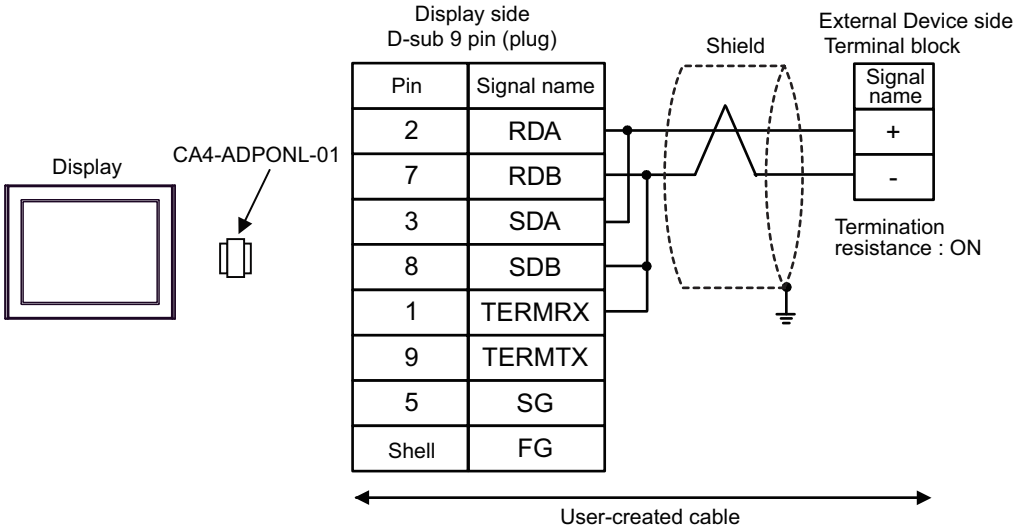 Display side
D-sub 9 pin (plug)
External Device side
Terminal block
Shield
Pin Signal name
Signal
name
2 RDA
+
7 RDB
-
3 SDA
8 SDB
1 TERMRX
9 TERMTX
5 SG
Shell FG
Display
CA4-ADPONL-01
Termination
resistance : ON
User-created cable